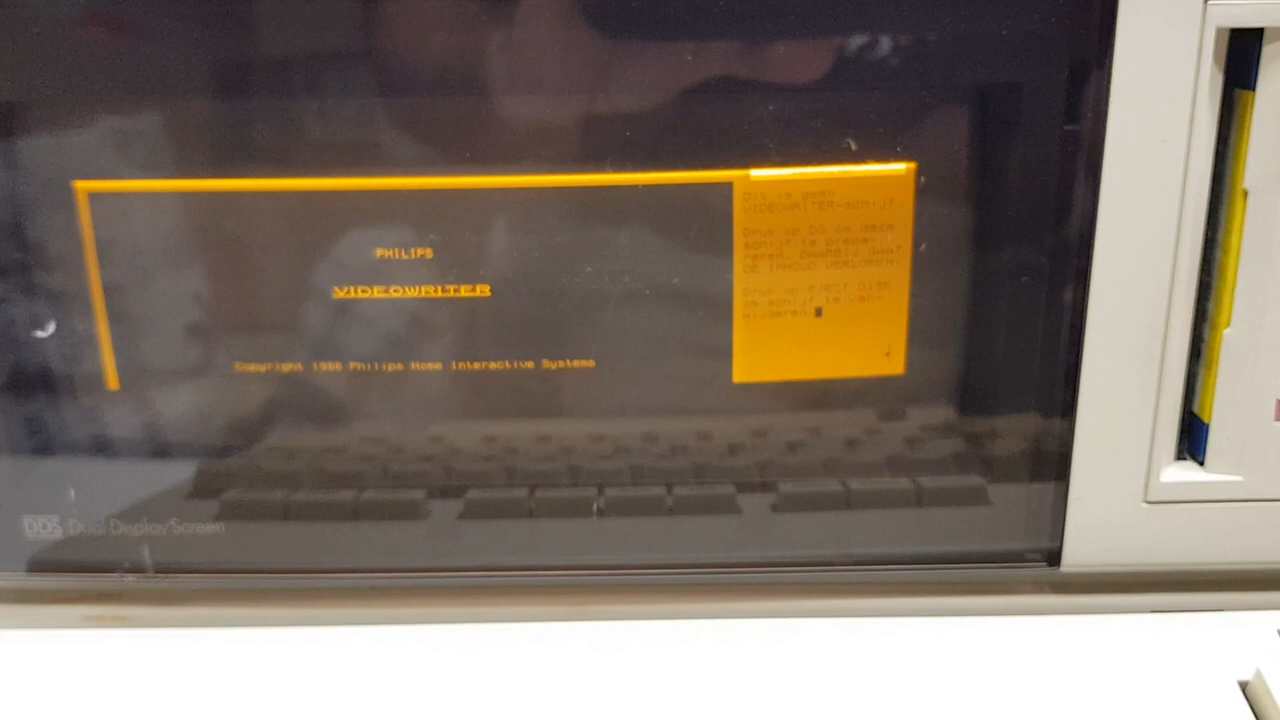 PHILIPS
VIDEOWRITER
Copyright 1986 Philips Home Interactive Systems
Dit is geen
VIDEOWRITER-schijf.
Druk op DO om deze
schijf te prepa-
reren. DAARBIJ GAAT
DE INHOUD VERLOREN!
Druk op EJECT DISK
om schijf te ver-
wijderen.
DDS Dual Display Screen